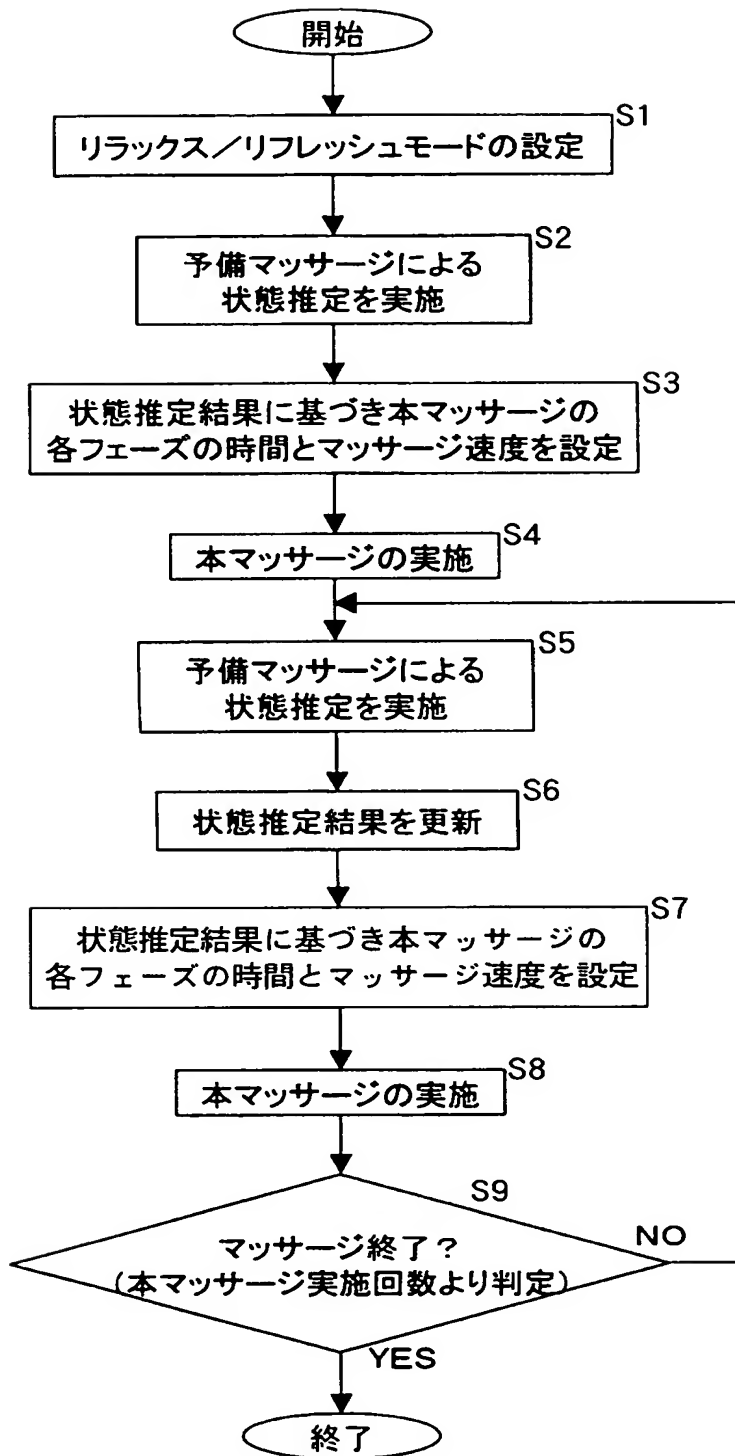 開始
S1
リラックス／リフレッシュモードの設定
S2
予備マッサージによる
状態推定を実施
S3
状態推定結果に基づき本マッサージの
各フェーズの時間とマッサージ速度を設定
S4
本マッサージの実施
S5
予備マッサージによる
状態推定を実施
S6
状態推定結果を更新
S7
状態推定結果に基づき本マッサージの
各フェーズの時間とマッサージ速度を設定
S8
本マッサージの実施
S9
マッサージ終了？
(本マッサージ実施回数より判定)
NO
YES
終了